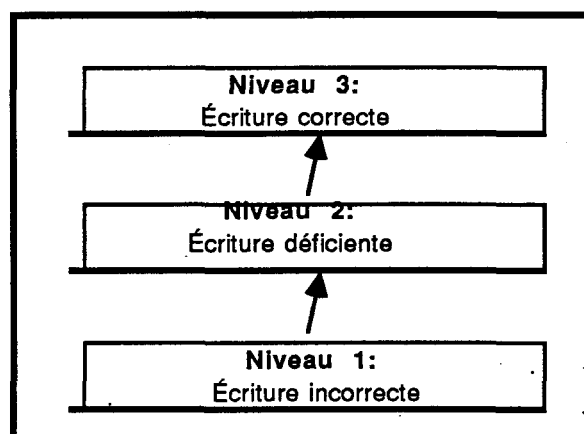 Niveau 3:
Écriture correcte
Niveau 2:
Écriture déficiente
Niveau 1:
Écriture incorrecte